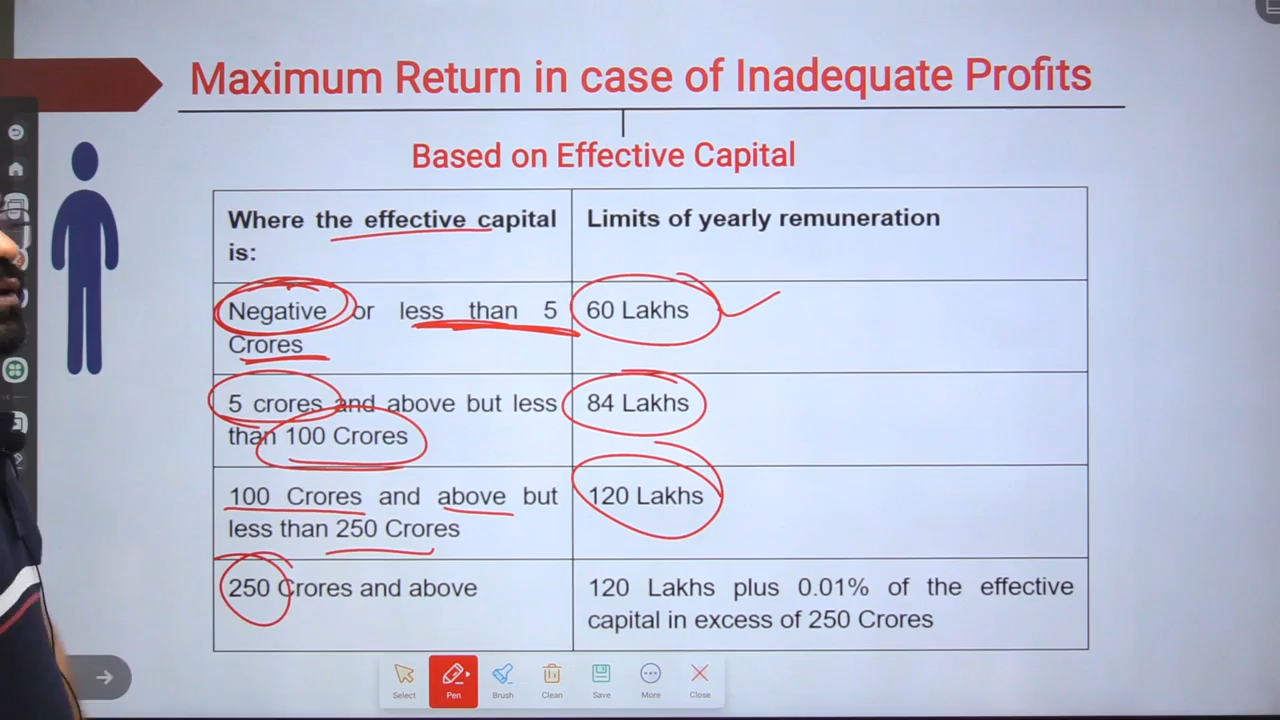 Maximum Return in case of Inadequate Profits
Based on Effective Capital
Where the effective capital
is:
Limits of yearly remuneration
Negative or less than 5
Crores
60 Lakhs
5 crores and above but less
than 100 Crores
84 Lakhs
100 Crores and above but
less than 250 Crores
120 Lakhs
250 Crores and above
120 Lakhs plus 0.01% of the effective
capital in excess of 250 Crores
Select
Pen
Brush
Clean
Save
More
Close